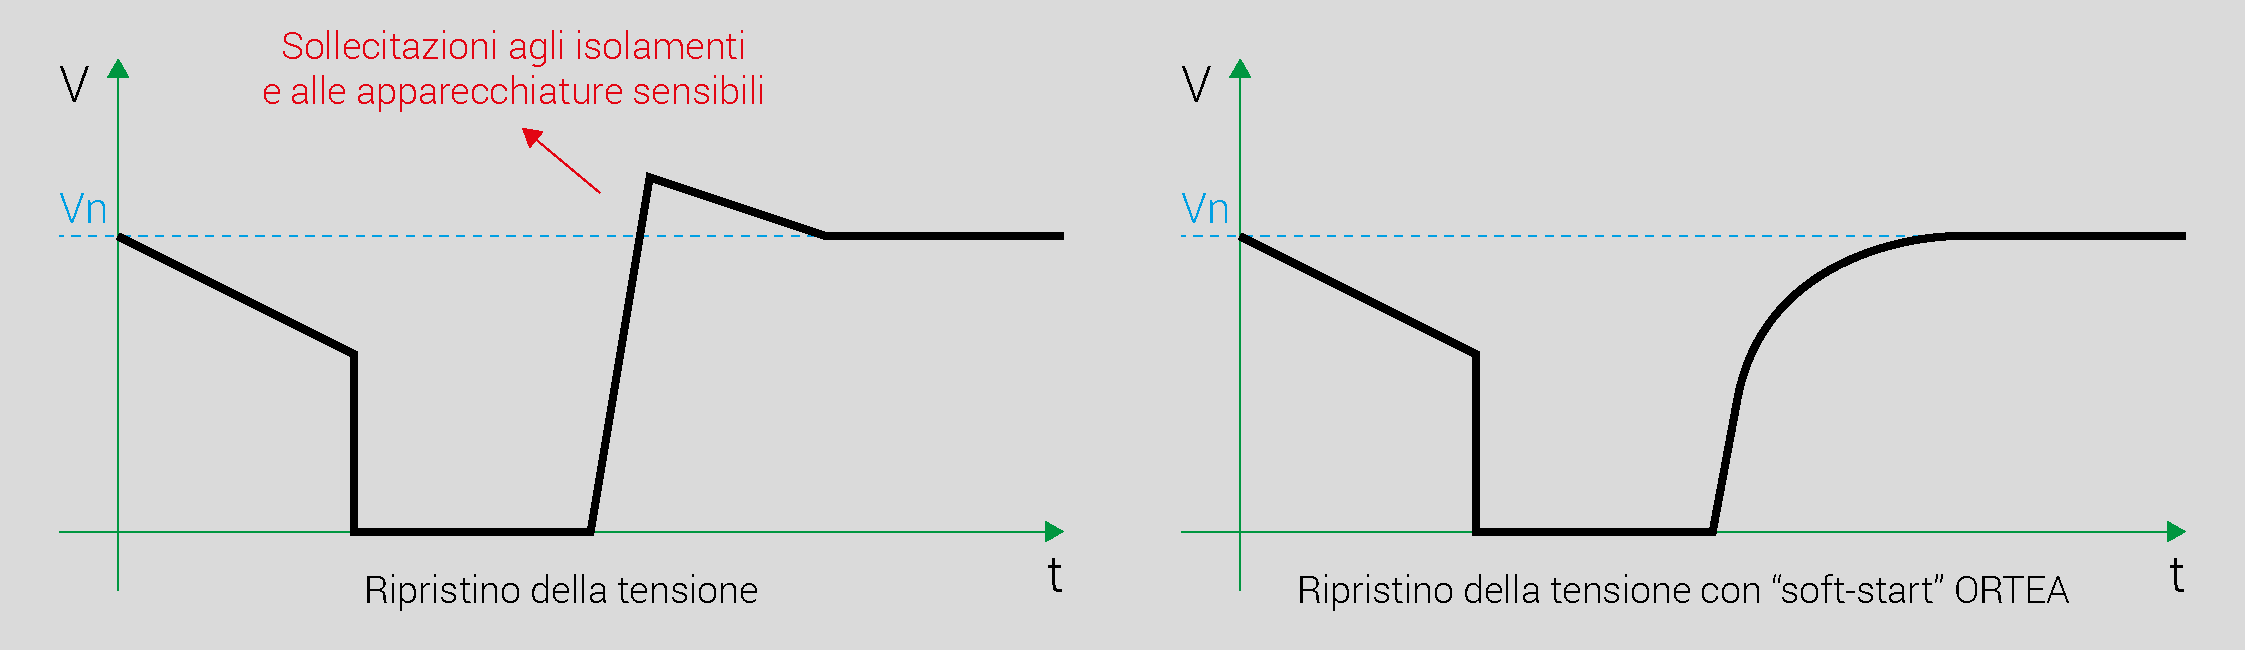 Sollecitazioni agli isolamenti
e alle apparecchiature sensibili
V
Vn
t
Ripristino della tensione
V
Vn
t
Ripristino della tensione con “soft-start” ORTEA